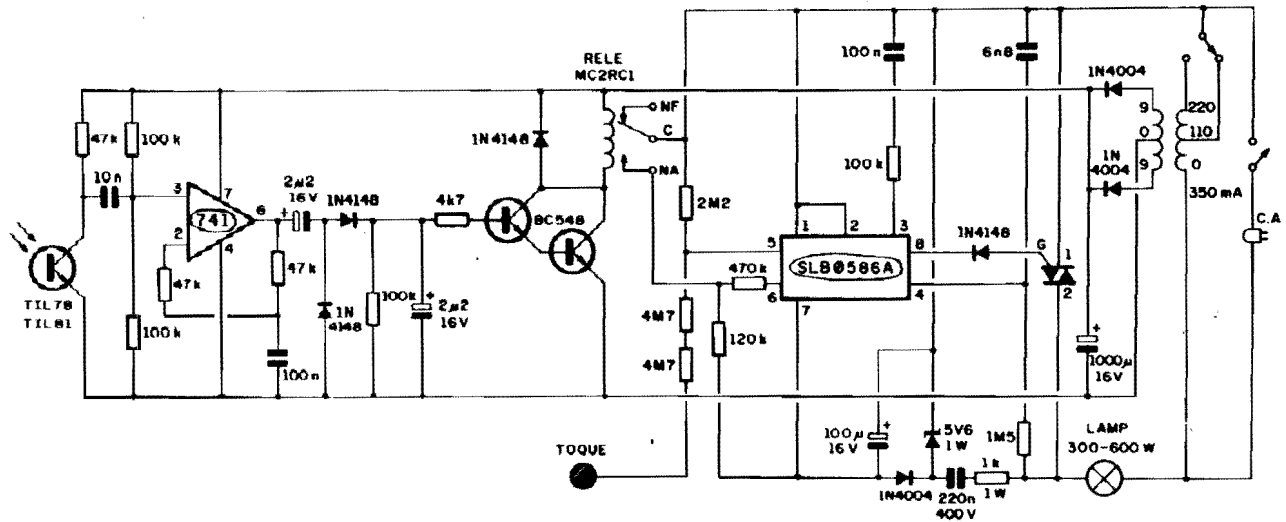 RELE
MC2RC1
NF
C
NA
1N4148
47k
100k
10n
3
7
741
6
2
4
2µ2
16V
1N4148
4k7
BC548
TIL78
TIL81
47k
100k
47k
100n
1N
4148
100k
2µ2
16V
100n
6n8
100k
2M2
1
2
3
5
8
SLB0586A
470k
6
4
7
1N4148
G
1
2
4M7
4M7
120k
TOQUE
100µ
16V
5V6
1W
1M5
1N4004
220n
400V
1k
1W
LAMP
300-600W
1N4004
9
0
9
220
110
0
1N
4004
350mA
C.A
1000µ
16V